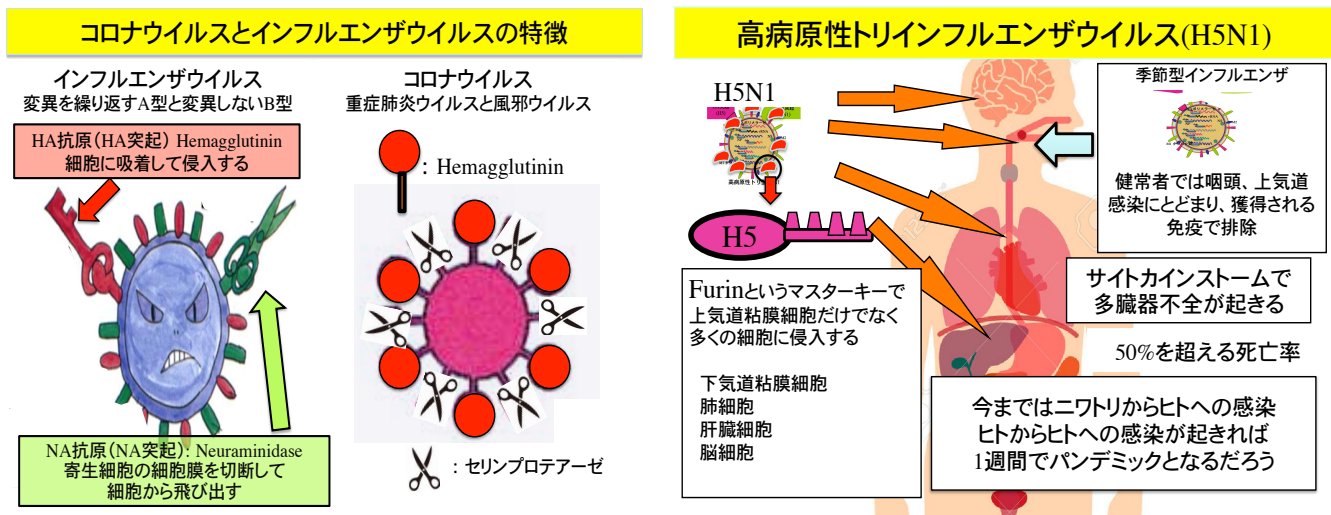 コロナウイルスとインフルエンザウイルスの特徴
インフルエンザウイルス
変異を繰り返すA型と変異しないB型
HA抗原(HA突起) Hemagglutinin
細胞に吸着して侵入する
NA抗原(NA突起): Neuraminidase
寄生細胞の細胞膜を切断して
細胞から飛び出す
コロナウイルス
重症肺炎ウイルスと風邪ウイルス
: Hemagglutinin
: セリンプロテアーゼ
高病原性トリインフルエンザウイルス(H5N1)
H5N1
H5
Furinというマスターキーで
上気道粘膜細胞だけでなく
多くの細胞に侵入する
下気道粘膜細胞
肺細胞
肝臓細胞
脳細胞
季節型インフルエンザ
健常者では咽頭、上気道
感染にとどまり、獲得される
免疫で排除
サイトカインストームで
多臓器不全が起きる
50%を超える死亡率
今まではニワトリからヒトへの感染
ヒトからヒトへの感染が起きれば
1週間でパンデミックとなるだろう